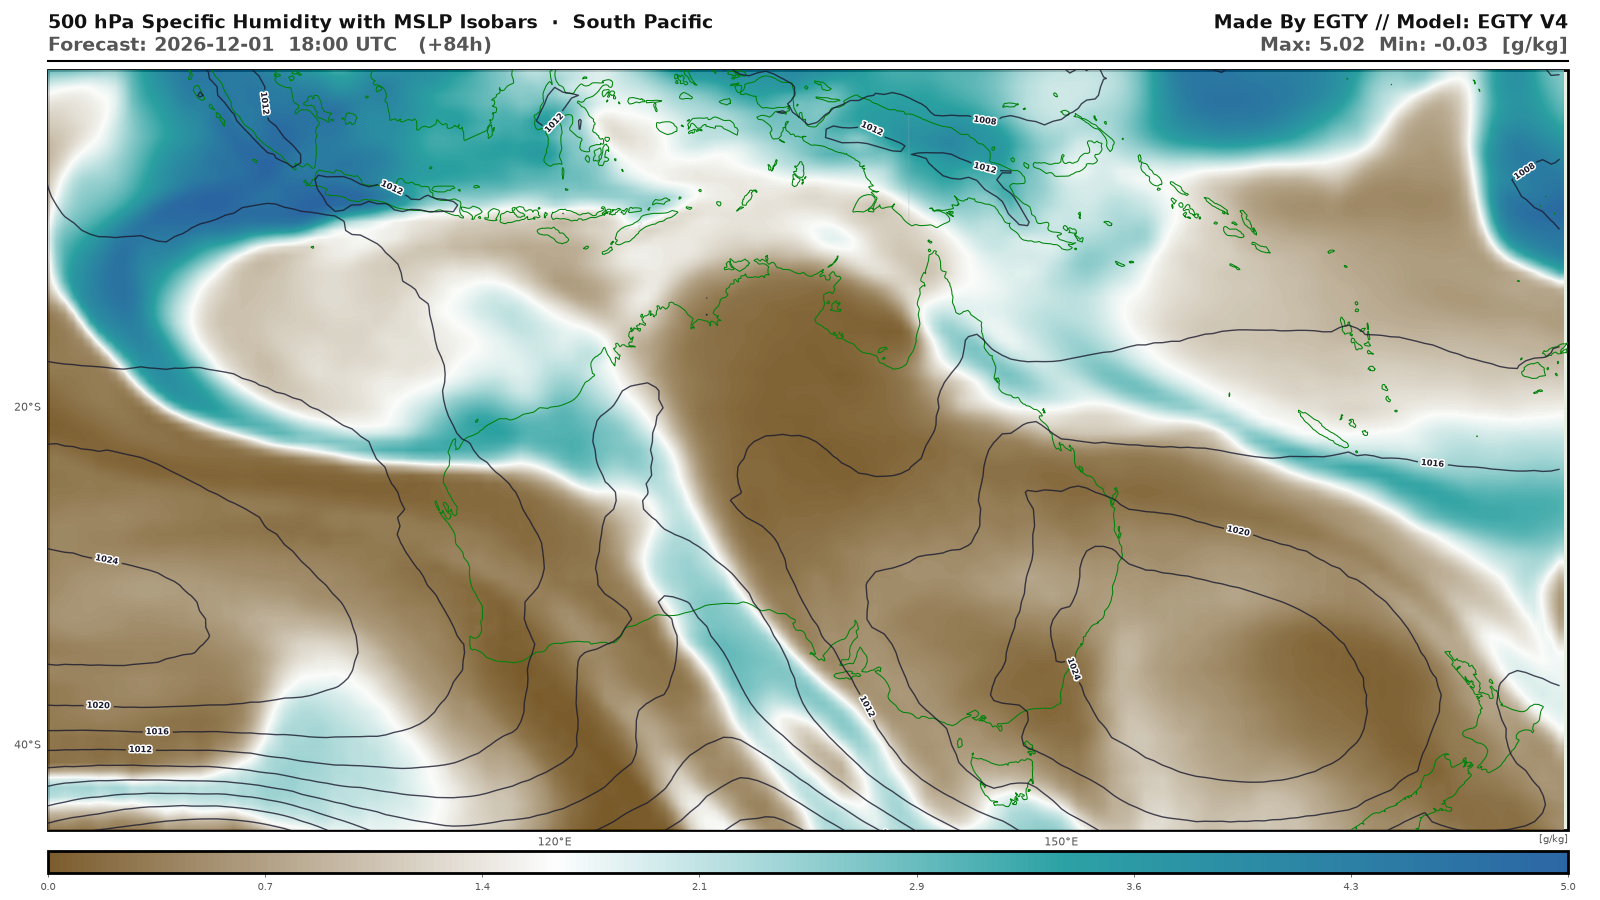 500 hPa Specific Humidity with MSLP Isobars · South Pacific
Made By EGTY // Model: EGTY V4
Forecast: 2026-12-01 18:00 UTC (+84h)
Max: 5.02 Min: -0.03 [g/kg]
1012
1012
1012
1008
1012
1012
1008
20°S
1016
1020
1024
1024
1020
1012
1016
40°S
1012
120°E
150°E
[g/kg]
0.0
0.7
1.4
2.1
2.9
3.6
4.3
5.0